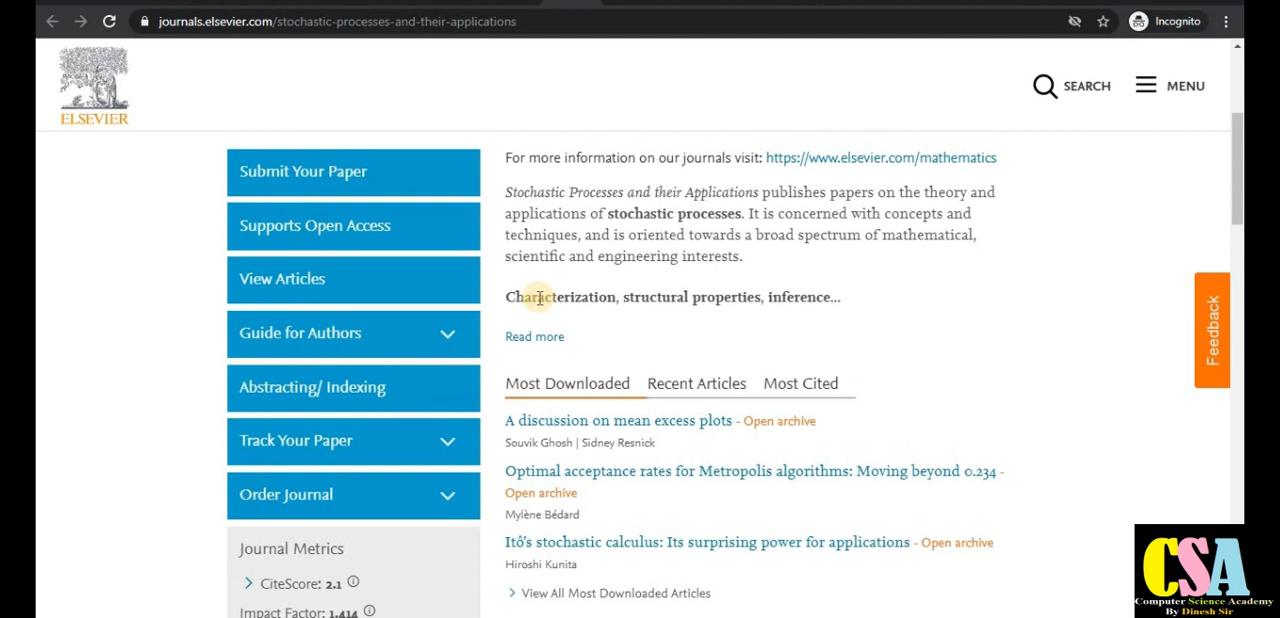 journals.elsevier.com/stochastic-processes-and-their-applications
Incognito
ELSEVIER
SEARCH
MENU
Submit Your Paper
Supports Open Access
View Articles
Guide for Authors
Abstracting/ Indexing
Track Your Paper
Order Journal
Journal Metrics
CiteScore: 2.1
Impact Factor: 1.414
For more information on our journals visit: https://www.elsevier.com/mathematics
Stochastic Processes and their Applications publishes papers on the theory and
applications of stochastic processes. It is concerned with concepts and
techniques, and is oriented towards a broad spectrum of mathematical,
scientific and engineering interests.
Characterization, structural properties, inference...
Read more
Most Downloaded
Recent Articles
Most Cited
A discussion on mean excess plots - Open archive
Souvik Ghosh | Sidney Resnick
Optimal acceptance rates for Metropolis algorithms: Moving beyond 0.234 -
Open archive
Mylène Bédard
Itô's stochastic calculus: Its surprising power for applications - Open archive
Hiroshi Kunita
View All Most Downloaded Articles
Feedback
CSA
Computer Science Academy
By Dinesh Sir